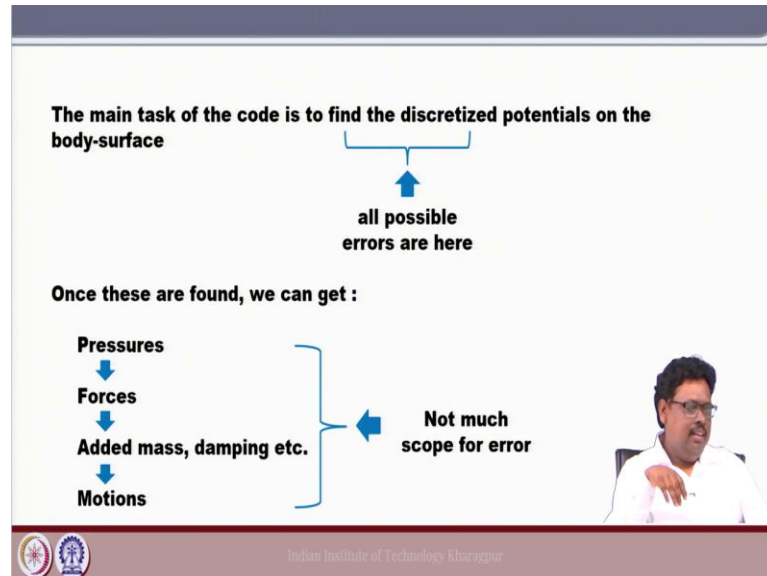 The main task of the code is to find the discretized potentials on the
body-surface
all possible
errors are here
Once these are found, we can get :
Pressures
Forces
Added mass, damping etc.
Motions
Not much
scope for error
Indian Institute of Technology Kharagpur